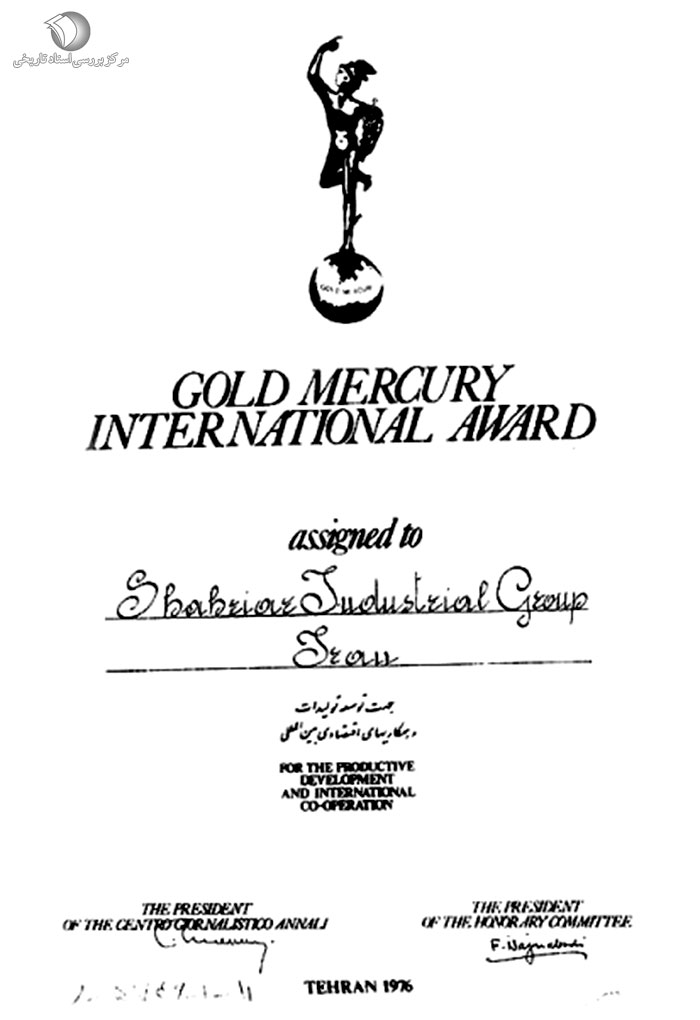 مرکز بررسی اسناد تاریخی
GOLD MERCURY
INTERNATIONAL AWARD
assigned to
Shahriar Industrial Group
Iran
جهت توسعه تولیدات
و همکاریهای اقتصادی بین المللی
FOR THE PRODUCTIVE
DEVELOPMENT
AND INTERNATIONAL
CO-OPERATION
THE PRESIDENT
OF THE CENTRO GIORNALISTICO ANNALI
THE PRESIDENT
OF THE HONORARY COMMITTEE
F. Najmabadi
TEHRAN 1976